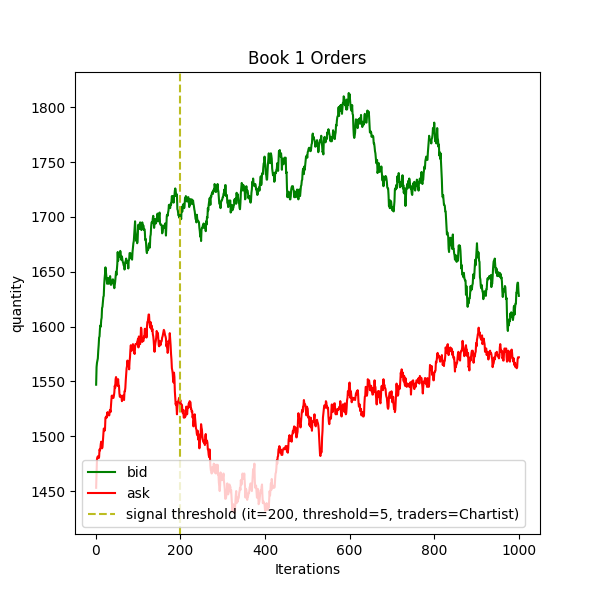 Book 1 Orders
quantity
1800
1750
1700
1650
1600
1550
1500
1450
bid
ask
signal threshold (it=200, threshold=5, traders=Chartist)
0 200 400 600 800 1000
Iterations